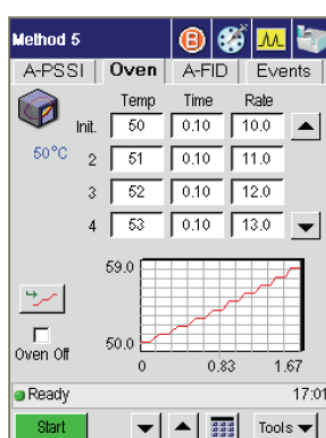 Method 5
B
A-PSSI Oven A-FID Events
Temp Time Rate
Init. 50 0.10 10.0
50°C
2 51 0.10 11.0
3 52 0.10 12.0
4 53 0.10 13.0
59.0
50.0
0 0.83 1.67
Oven Off
Ready 17:01
Start Tools